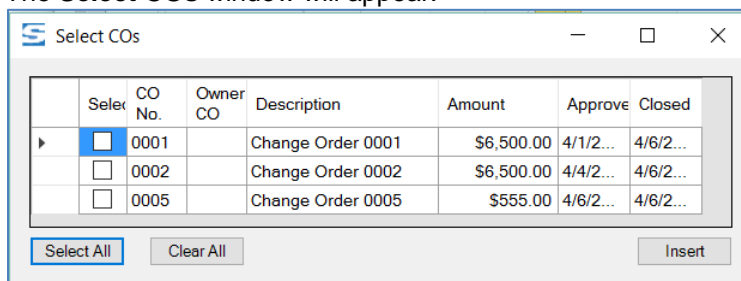 Select COs
Selec CO No. Owner CO Description Amount Approve Closed
0001 Change Order 0001 $6,500.00 4/1/2... 4/6/2...
0002 Change Order 0002 $6,500.00 4/4/2... 4/6/2...
0005 Change Order 0005 $555.00 4/6/2... 4/6/2...
Select All Clear All Insert